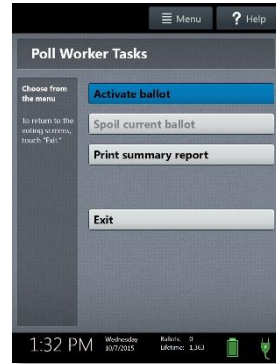 Menu
? Help
Poll Worker Tasks
Choose from
the menu
To return to the
voting screens,
touch "Exit."
Activate ballot
Spoil current ballot
Print summary report
Exit
1:32 PM
Wednesday
10/7/2015
Ballots: 0
Lifetime: 1,363